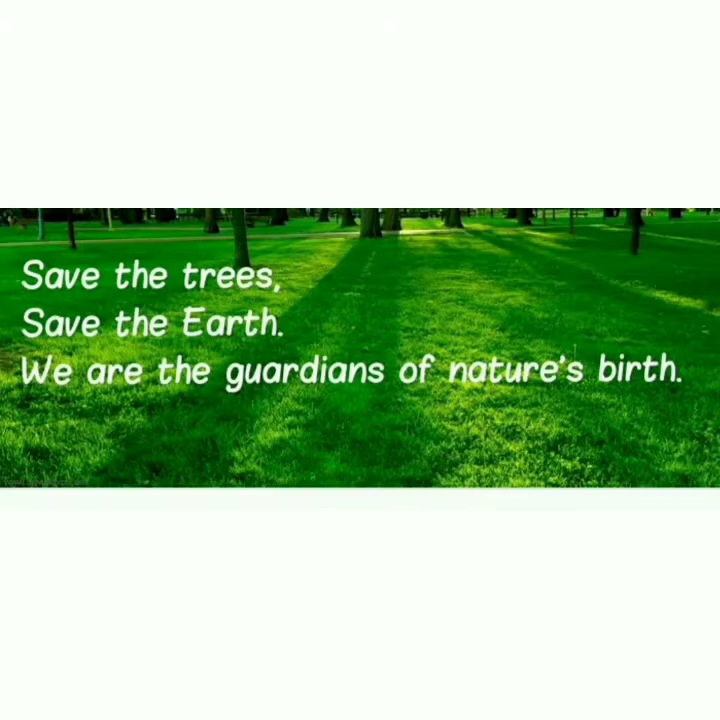 Save the trees,
Save the Earth.
We are the guardians of nature's birth.